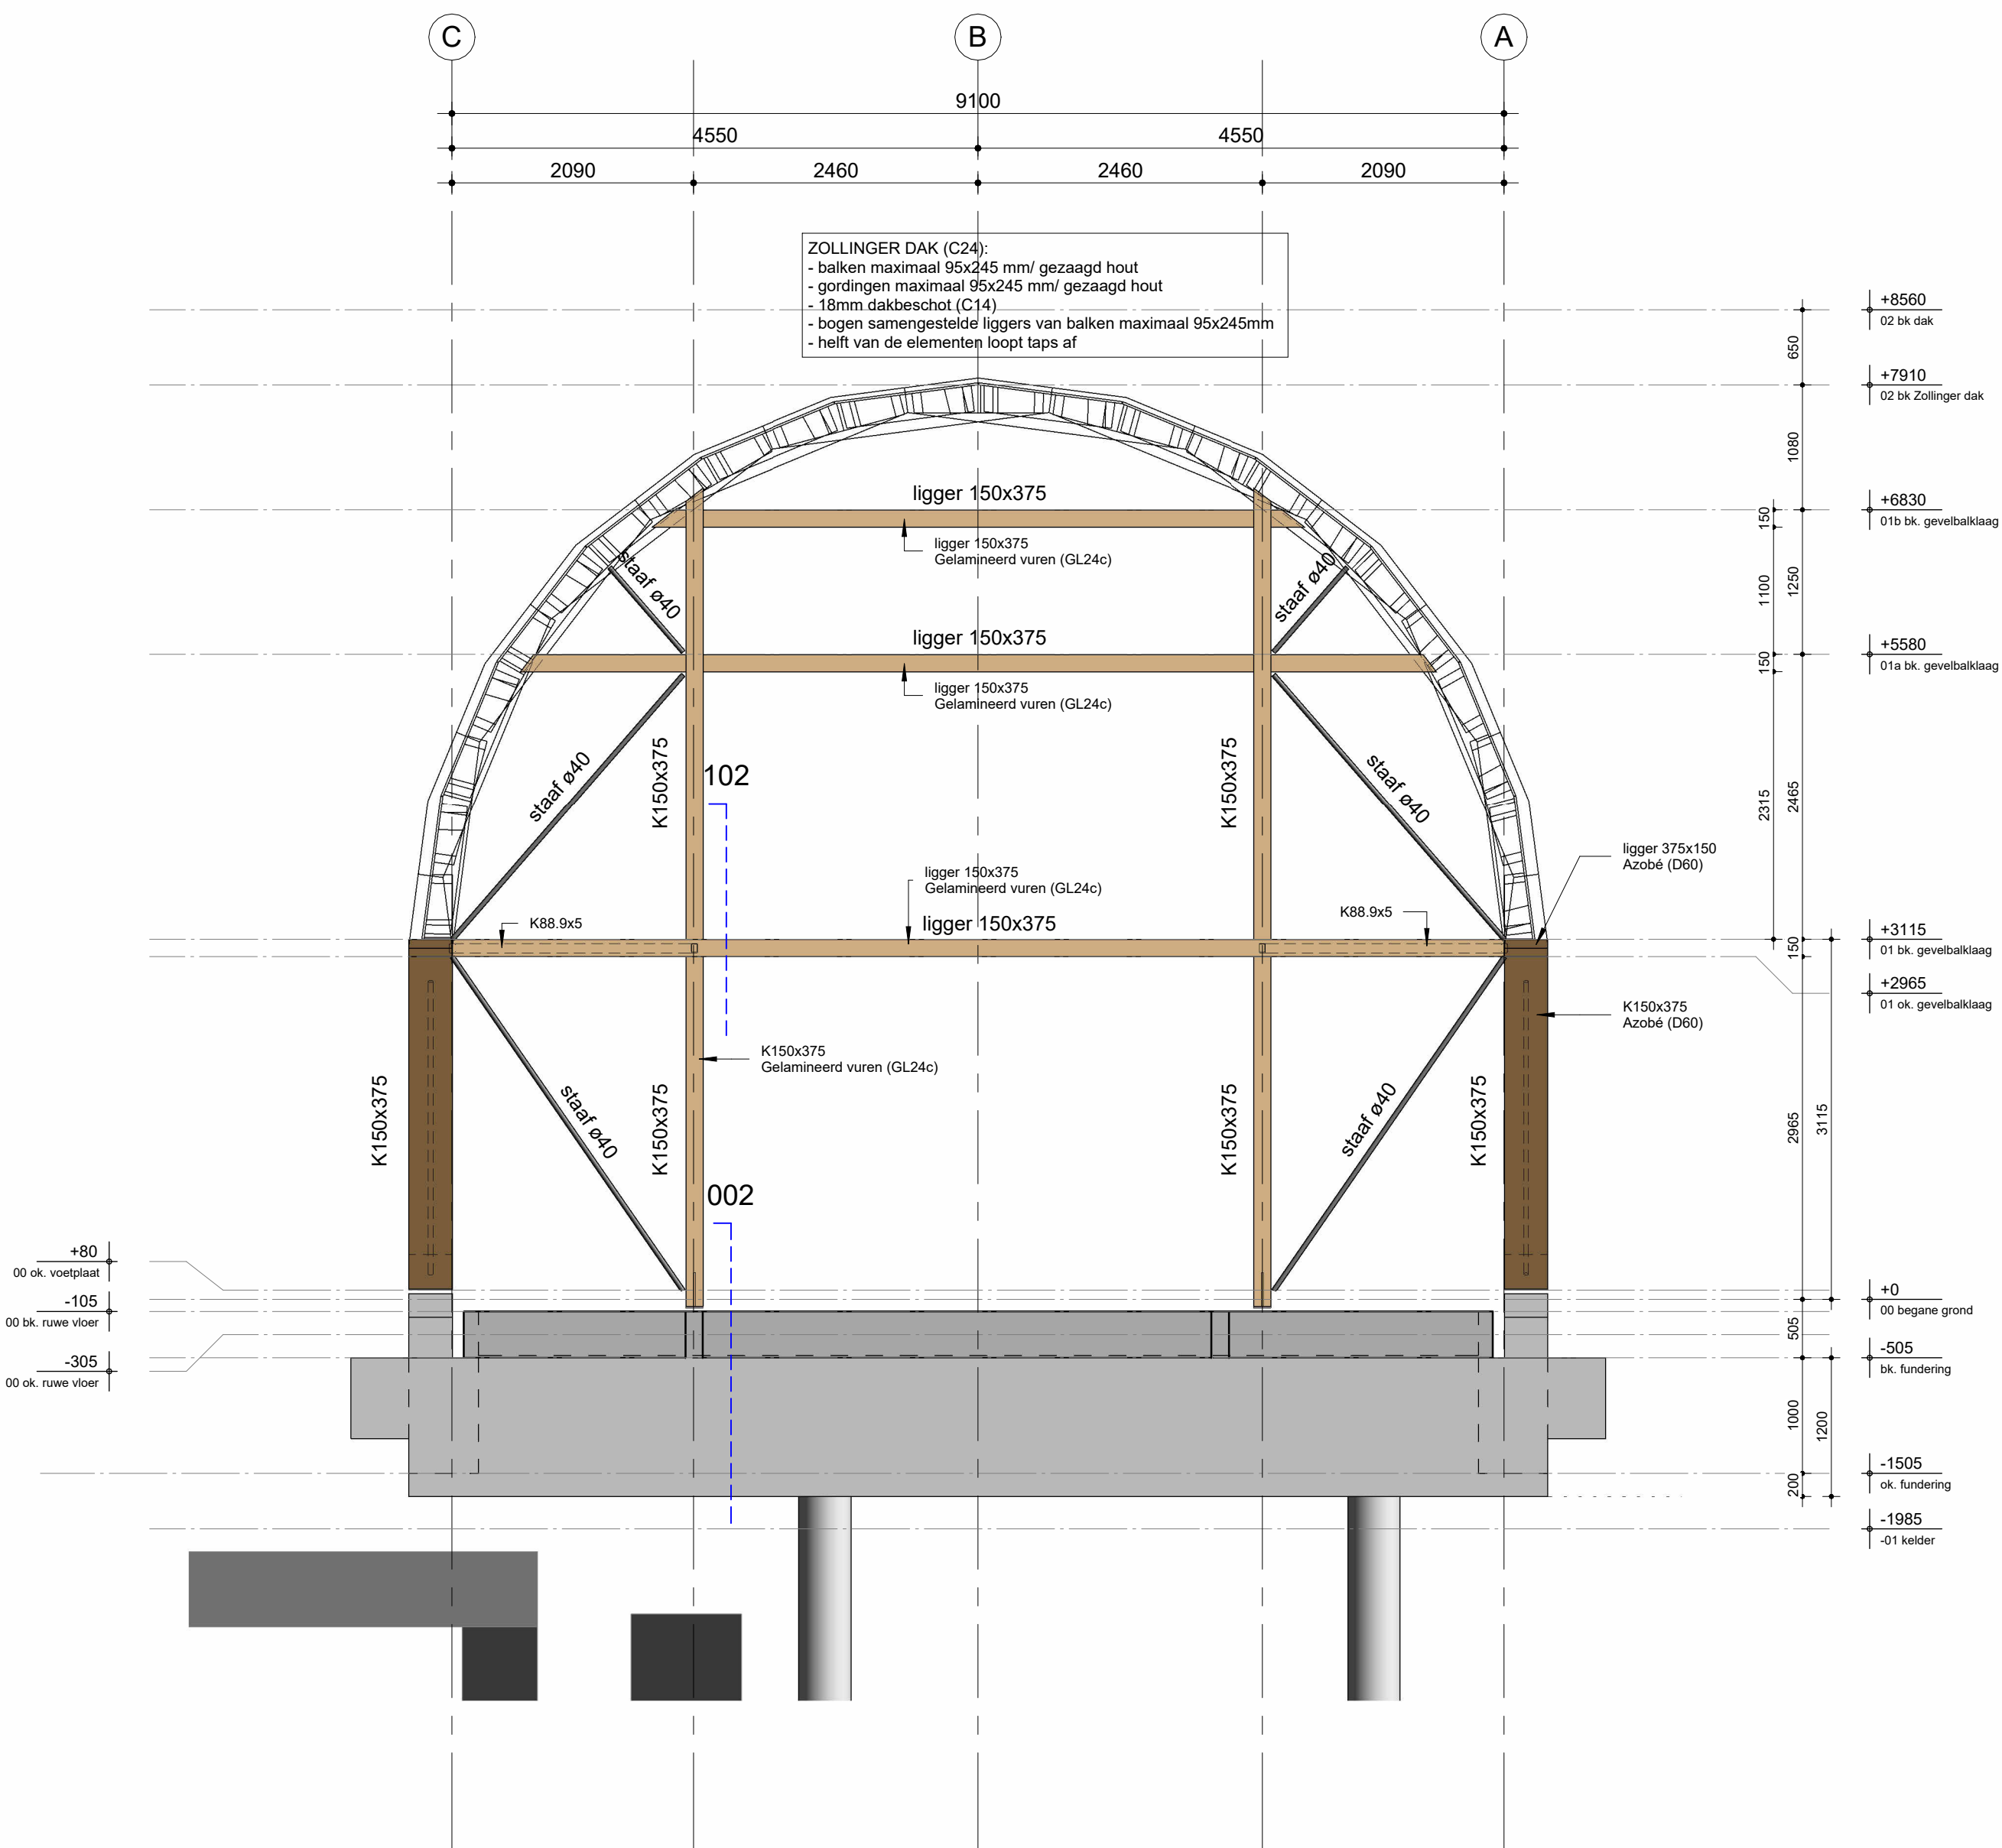 C
B
A
9100
4550
4550
2090
2460
2460
2090
ZOLLINGER DAK (C24):
- balken maximaal 95x245 mm/ gezaagd hout
- gordingen maximaal 95x245 mm/ gezaagd hout
- 18mm dakbeschot (C14)
- bogen samengestelde liggers van balken maximaal 95x245mm
- helft van de elementen loopt taps af
+8560
02 bk dak
650
+7910
02 bk Zollinger dak
1080
ligger 150x375
+6830
01b bk. gevelbalklaag
150
ligger 150x375
Gelamineerd vuren (GL24c)
staaf ø40
staaf ø40
1100
1250
ligger 150x375
+5580
01a bk. gevelbalklaag
150
ligger 150x375
Gelamineerd vuren (GL24c)
staaf ø40
K150x375
102
K150x375
staaf ø40
2315
2465
ligger 375x150
Azobé (D60)
ligger 150x375
Gelamineerd vuren (GL24c)
K88.9x5
ligger 150x375
K88.9x5
+3115
01 bk. gevelbalklaag
150
+2965
01 ok. gevelbalklaag
K150x375
Azobé (D60)
K150x375
Gelamineerd vuren (GL24c)
K150x375
staaf ø40
K150x375
K150x375
staaf ø40
K150x375
2965
3115
002
+80
00 ok. voetplaat
+0
00 begane grond
-105
00 bk. ruwe vloer
505
-505
bk. fundering
-305
00 ok. ruwe vloer
1000
1200
-1505
ok. fundering
200
-1985
-01 kelder